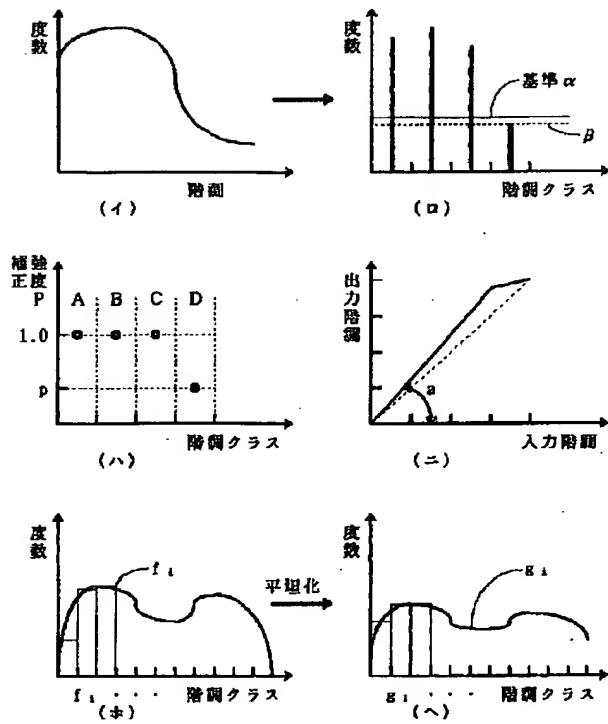 度数
階調
(イ)
度数
基準α
β
階調クラス
(ロ)
補強
正度
P
A B C D
1.0
p
階調クラス
(ハ)
出力階調
a
入力階調
(ニ)
度数
f i
f i ・ ・ ・ 階調クラス
(ホ)
平坦化
度数
g i
g i ・ ・ ・ 階調クラス
(ヘ)